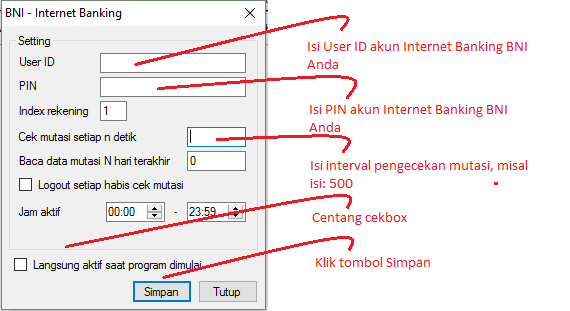 BNI - Internet Banking
Setting
User ID
PIN
Index rekening 1
Cek mutasi setiap n detik
Baca data mutasi N hari terakhir 0
Logout setiap habis cek mutasi
Jam aktif 00:00 - 23:59
Langsung aktif saat program dimulai
Simpan Tutup
Isi User ID akun Internet Banking BNI
Anda
Isi PIN akun Internet Banking BNI
Anda
Isi interval pengecekan mutasi, misal
isi: 500
Centang cekbox
Klik tombol Simpan